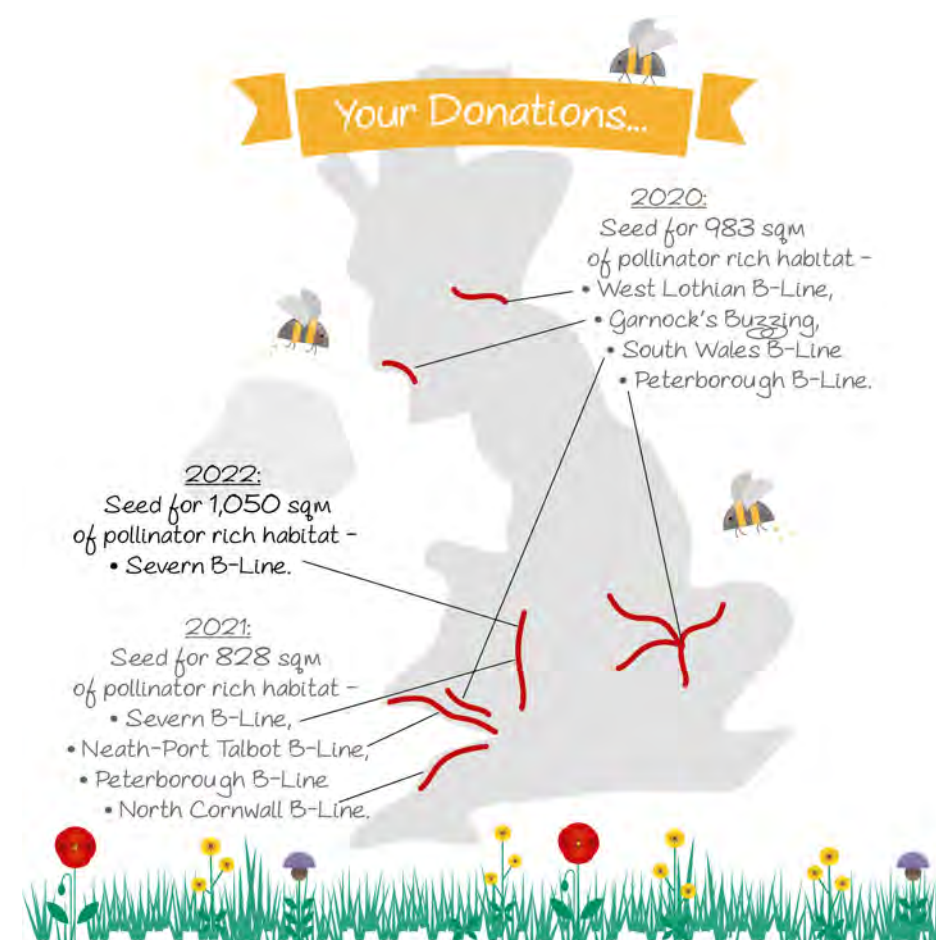 Your Donations...
2020:
Seed for 983 sqm
of pollinator rich habitat -
• West Lothian B-Line,
• Garnock's Buzzing,
• South Wales B-Line
• Peterborough B-Line.
2022:
Seed for 1,050 sqm
of pollinator rich habitat -
• Severn B-Line.
2021:
Seed for 828 sqm
of pollinator rich habitat -
• Severn B-Line,
• Neath-Port Talbot B-Line,
• Peterborough B-Line
• North Cornwall B-Line.